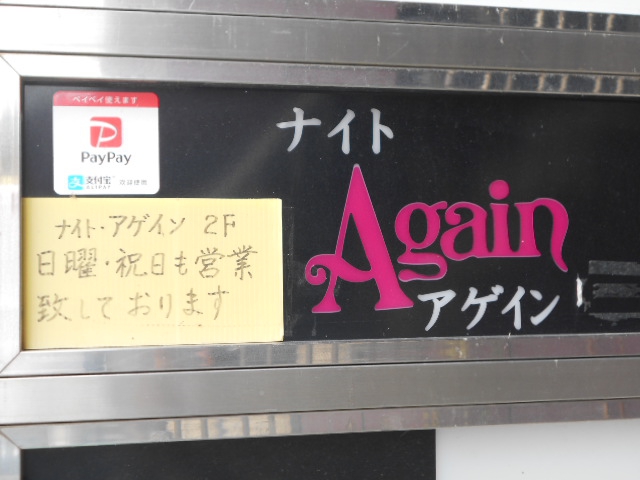 ペイペイ使えます
PayPay
支付宝
ALIPAY
ナイト・アゲイン 2F
日曜・祝日も営業
致しております
ナイト
Again
アゲイン